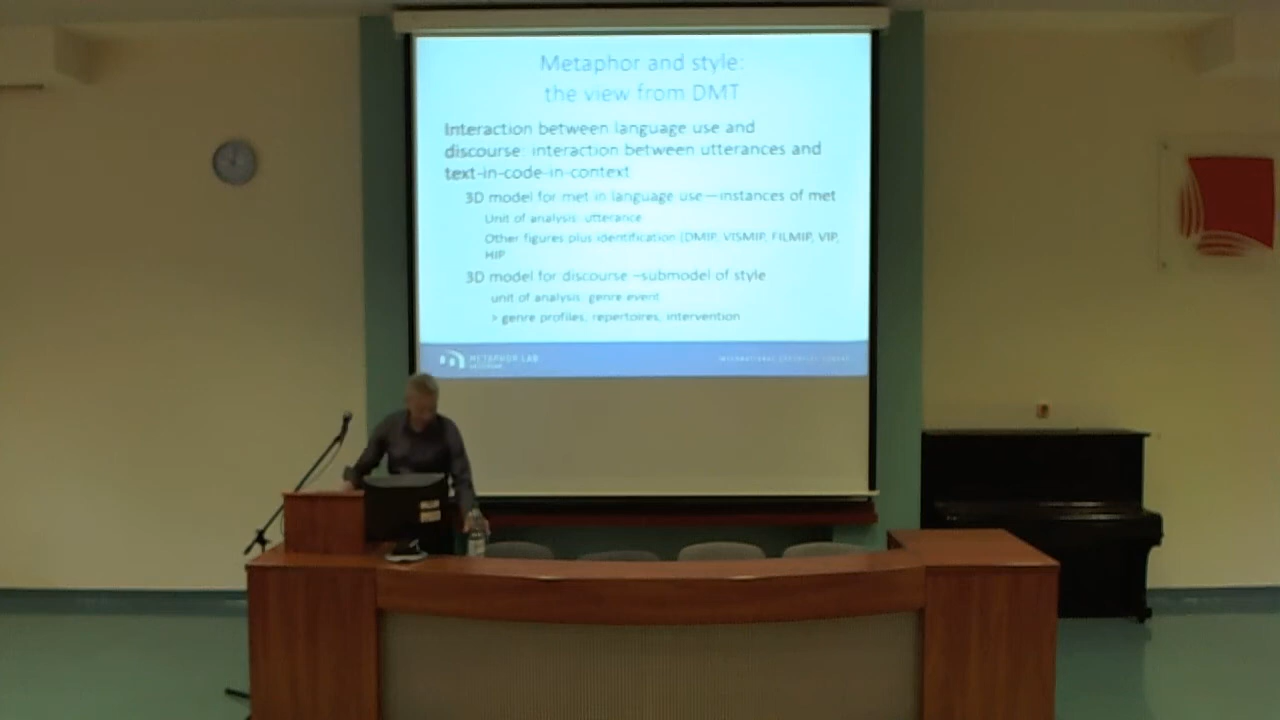 Metaphor and style:
the view from DMT
Interaction between language use and
discourse: interaction between utterances and
text-in-code-in-context
3D model for met in language use—instances of met
Unit of analysis: utterance
Other figures plus identification (DMIP, VISMIP, FILMIP, VIP,
HIP
3D model for discourse –submodel of style
unit of analysis: genre event
> genre profiles, repertoires, intervention
METAPHOR LAB